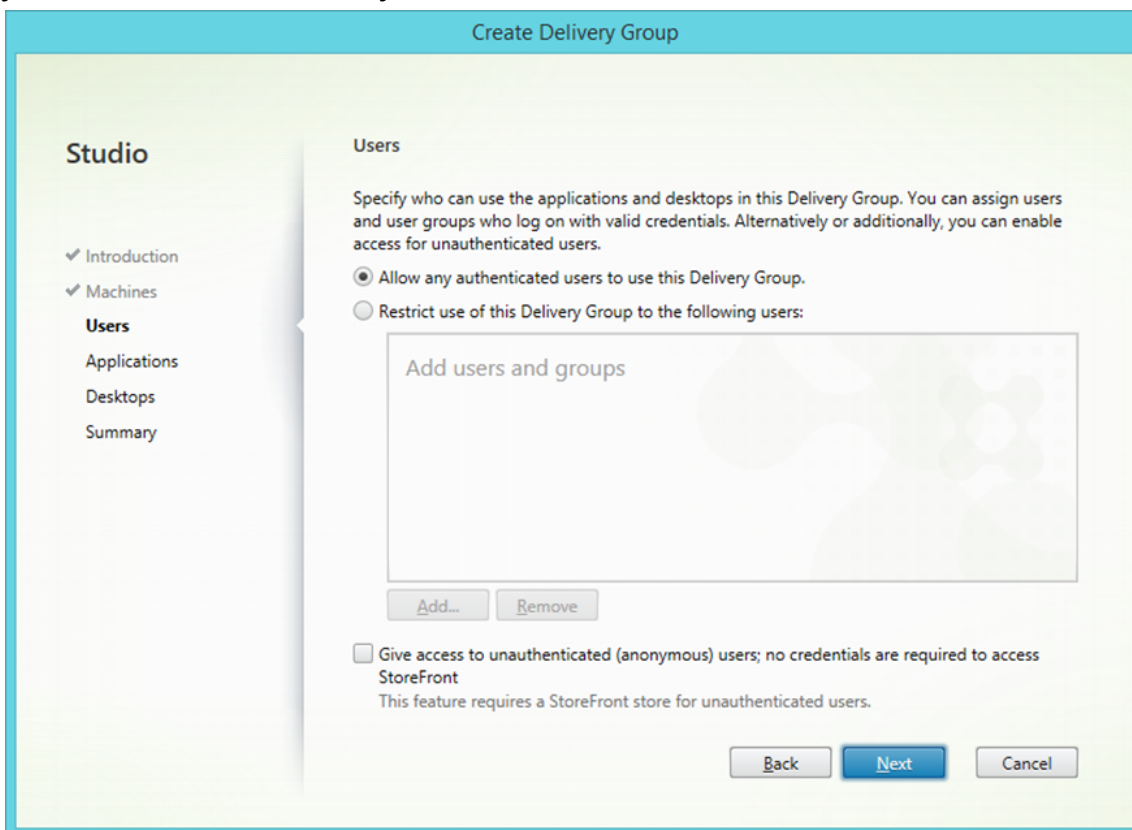 Create Delivery Group
Studio
Introduction
Machines
Users
Applications
Desktops
Summary
Users
Specify who can use the applications and desktops in this Delivery Group. You can assign users
and user groups who log on with valid credentials. Alternatively or additionally, you can enable
access for unauthenticated users.
Allow any authenticated users to use this Delivery Group.
Restrict use of this Delivery Group to the following users:
Add users and groups
Add... Remove
Give access to unauthenticated (anonymous) users; no credentials are required to access
StoreFront
This feature requires a StoreFront store for unauthenticated users.
Back Next Cancel